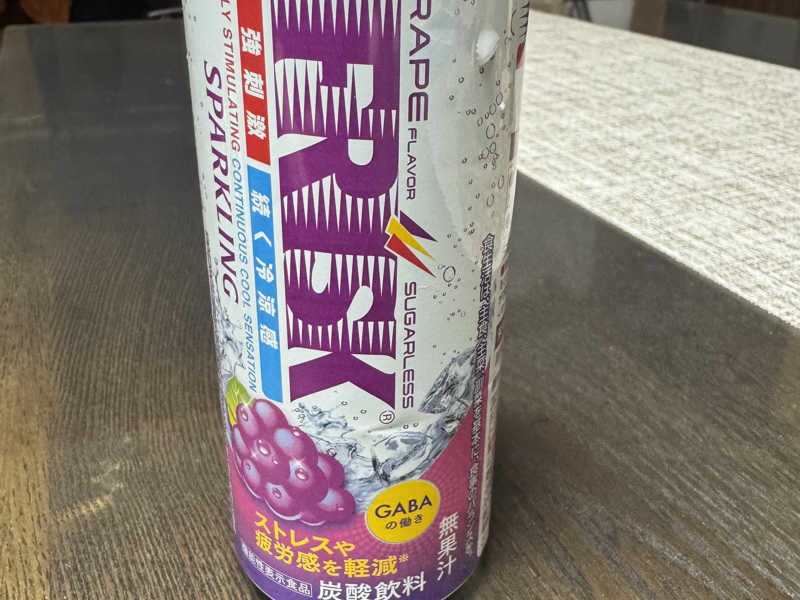 強刺激
続く冷涼感
LY STIMULATING CONTINUOUS COOL SENSATION
SPARKLING
ERISK®
RAPE FLAVOR
SUGARLESS
GABA
の働き
ストレスや
疲労感を軽減※
機能性表示食品
炭酸飲料
無果汁